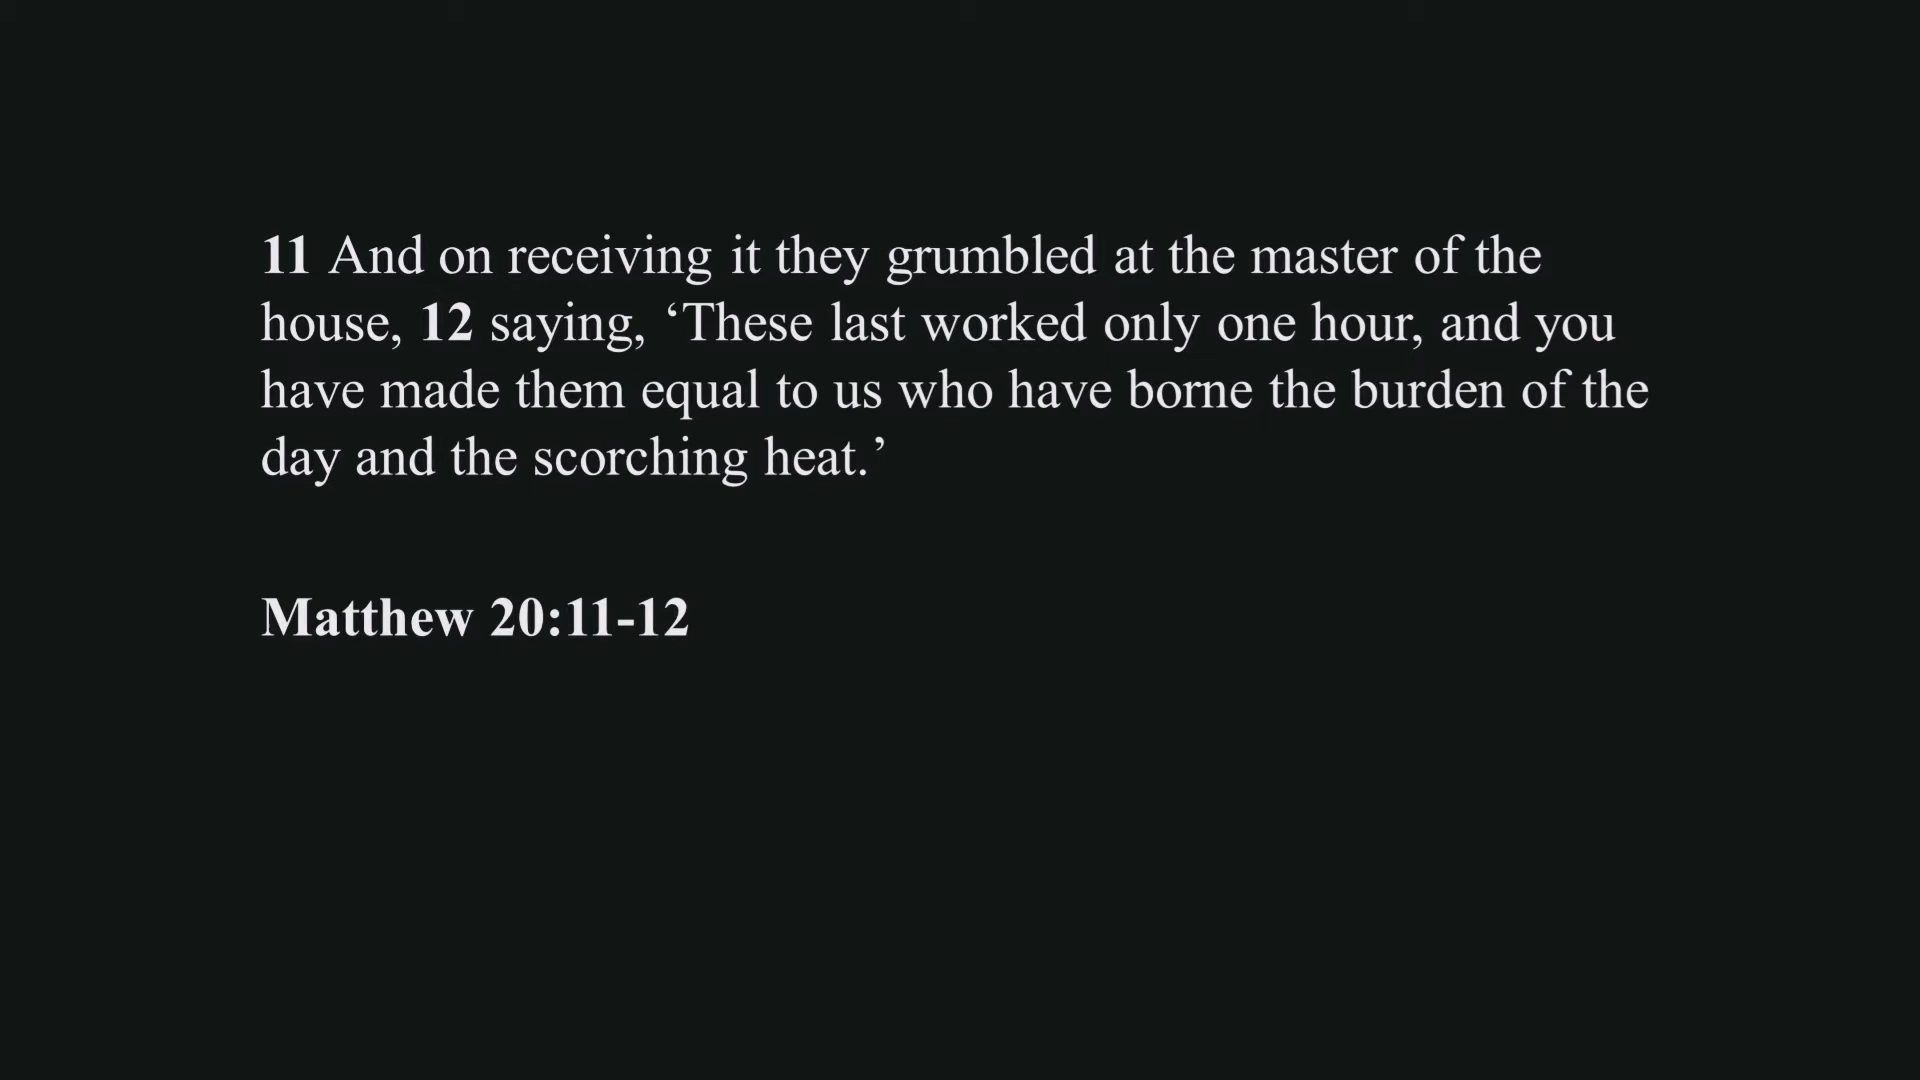 11 And on receiving it they grumbled at the master of the
house, 12 saying, ‘These last worked only one hour, and you
have made them equal to us who have borne the burden of the
day and the scorching heat.’
Matthew 20:11-12